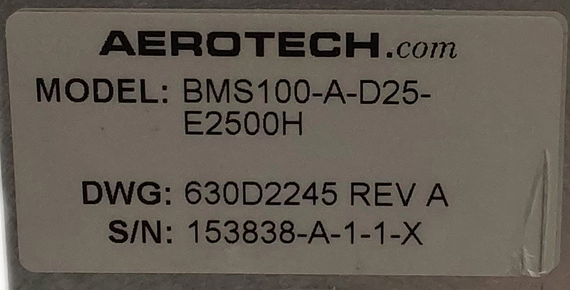 AEROTECH.com
MODEL: BMS100-A-D25-
E2500H
DWG: 630D2245 REV A
S/N: 153838-A-1-1-X